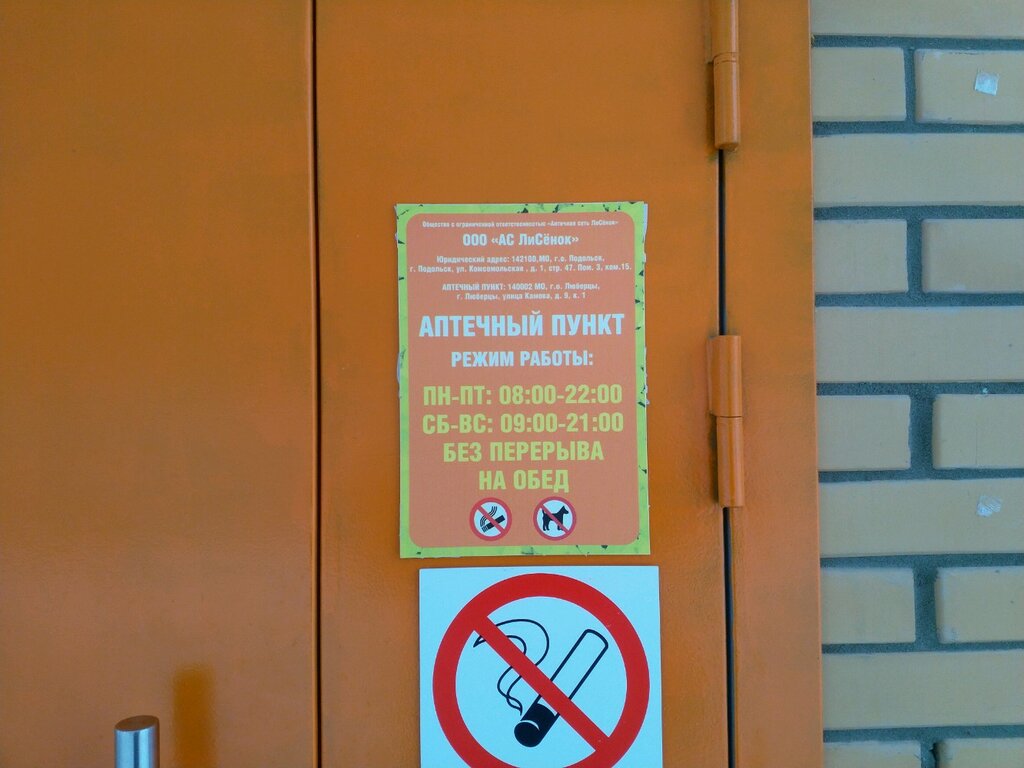 Общество с ограниченной ответственностью «Аптечная сеть ЛиСёнок»
ООО «АС ЛиСёнок»
Юридический адрес: 142100,МО, г.о. Подольск,
г. Подольск, ул. Комсомольская , д. 1, стр. 47. Пом. 3, ком.15.
АПТЕЧНЫЙ ПУНКТ: 140002 МО, г.о. Люберцы,
г. Люберцы, улица Камова, д. 9, к. 1
АПТЕЧНЫЙ ПУНКТ
РЕЖИМ РАБОТЫ:
ПН-ПТ: 08:00-22:00
СБ-ВС: 09:00-21:00
БЕЗ ПЕРЕРЫВА
НА ОБЕД